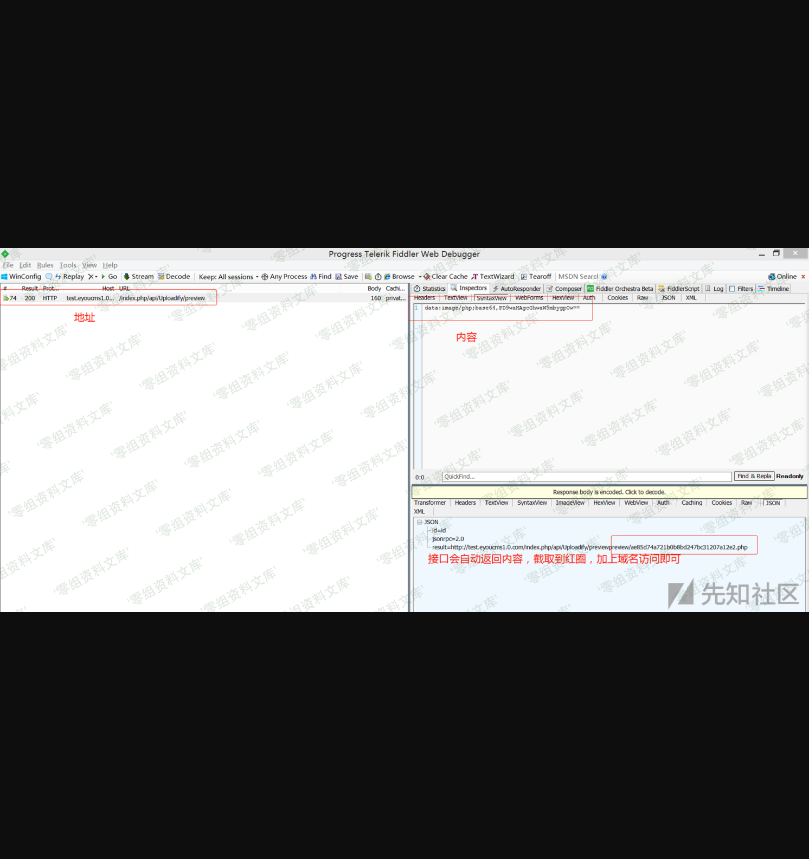 Progress Telerik Fiddler Web Debugger
File Edit Rules Tools View Help
WinConfig Replay X Go Stream Decode Keep: All sessions Any Process Find Save Browse Clear Cache TextWizard Tearoff MSDN Search Online x
# Result Prot... Host URL Body Cachi...
74 200 HTTP test.eyoucms1.0... /index.php/api/Uploadify/preview 160 privat...
地址
Statistics Inspectors AutoResponder Composer Fiddler Orchestra Beta FiddlerScript Log Filters Timeline
Headers TextView SyntaxView WebForms HexView Auth Cookies Raw JSON XML
1 data:image/php;base64,
内容
0:0 QuickFind... Find & Repla Readonly
Response body is encoded. Click to decode.
Transformer Headers TextView SyntaxView ImageView HexView WebView Auth Caching Cookies Raw JSON
XML
JSON
id=id
jsonrpc=2.0
result=http://test.eyoucms1.0.com/index.php/api/Uploadify/previewpreview/ae85d74a721b0b8bd247bc31207a12e2.php
接口会自动返回内容，截取到红圈，加上域名访问即可
先知社区
零组资料文库